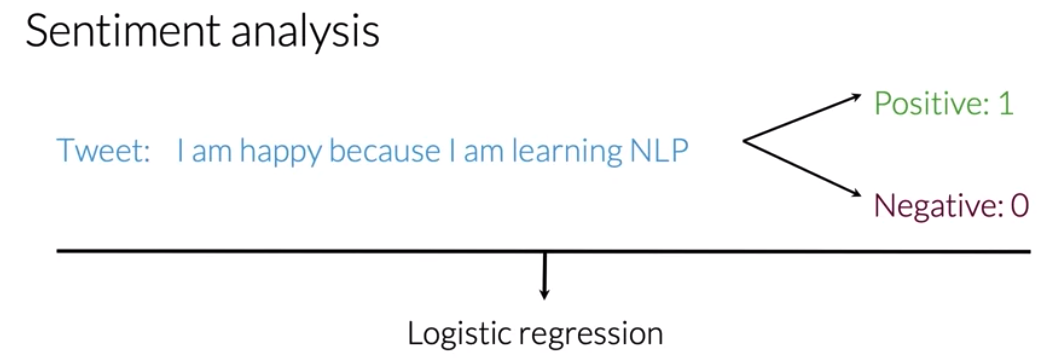 Sentiment analysis
Positive: 1
Tweet: I am happy because I am learning NLP
Negative: 0
Logistic regression